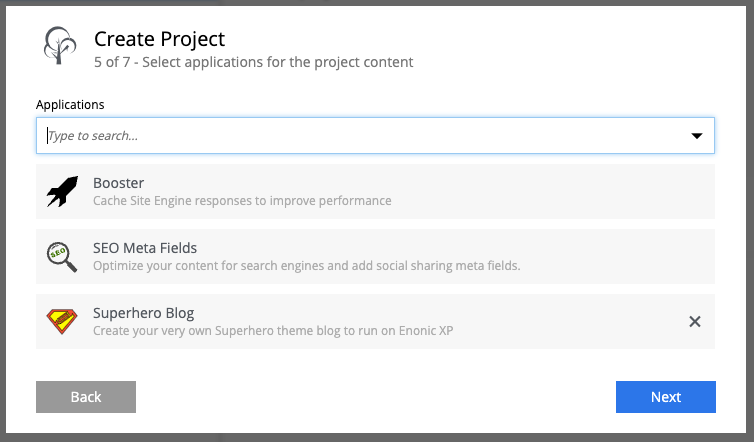 Create Project
5 of 7 - Select applications for the project content
Applications
Type to search...
Booster
Cache Site Engine responses to improve performance
SEO
SEO Meta Fields
Optimize your content for search engines and add social sharing meta fields.
Superhero Blog
Create your very own Superhero theme blog to run on Enonic XP
Back
Next